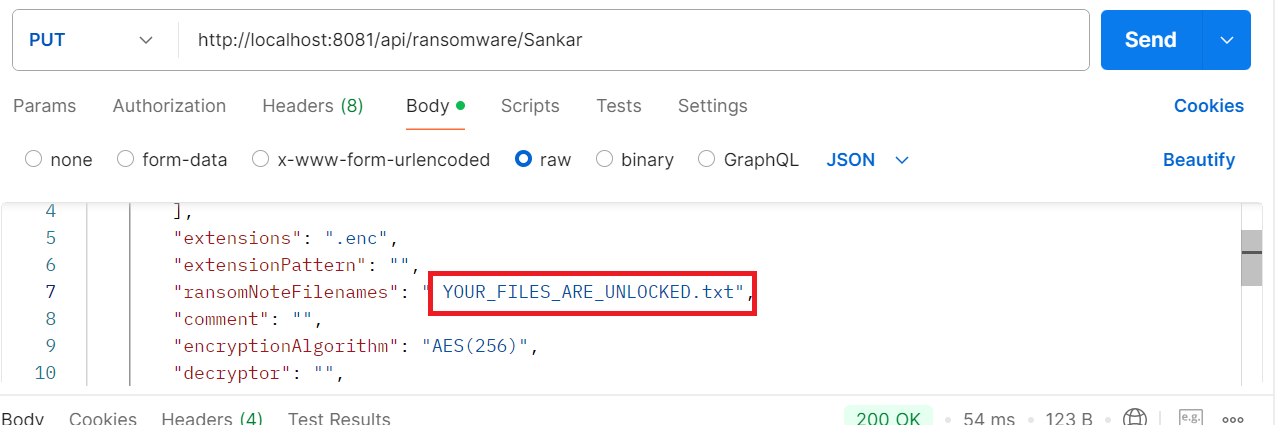 PUT http://localhost:8081/api/ransomware/Sankar Send
Params Authorization Headers (8) Body Scripts Tests Settings Cookies
none form-data x-www-form-urlencoded raw binary GraphQL JSON Beautify
4 ],
5 "extensions": ".enc",
6 "extensionPattern": "",
7 "ransomNoteFilenames": " YOUR_FILES_ARE_UNLOCKED.txt",
8 "comment": "",
9 "encryptionAlgorithm": "AES(256)",
10 "decryptor": "",
Body Cookies Headers (4) Test Results 200 OK 54 ms 123 B e.g.